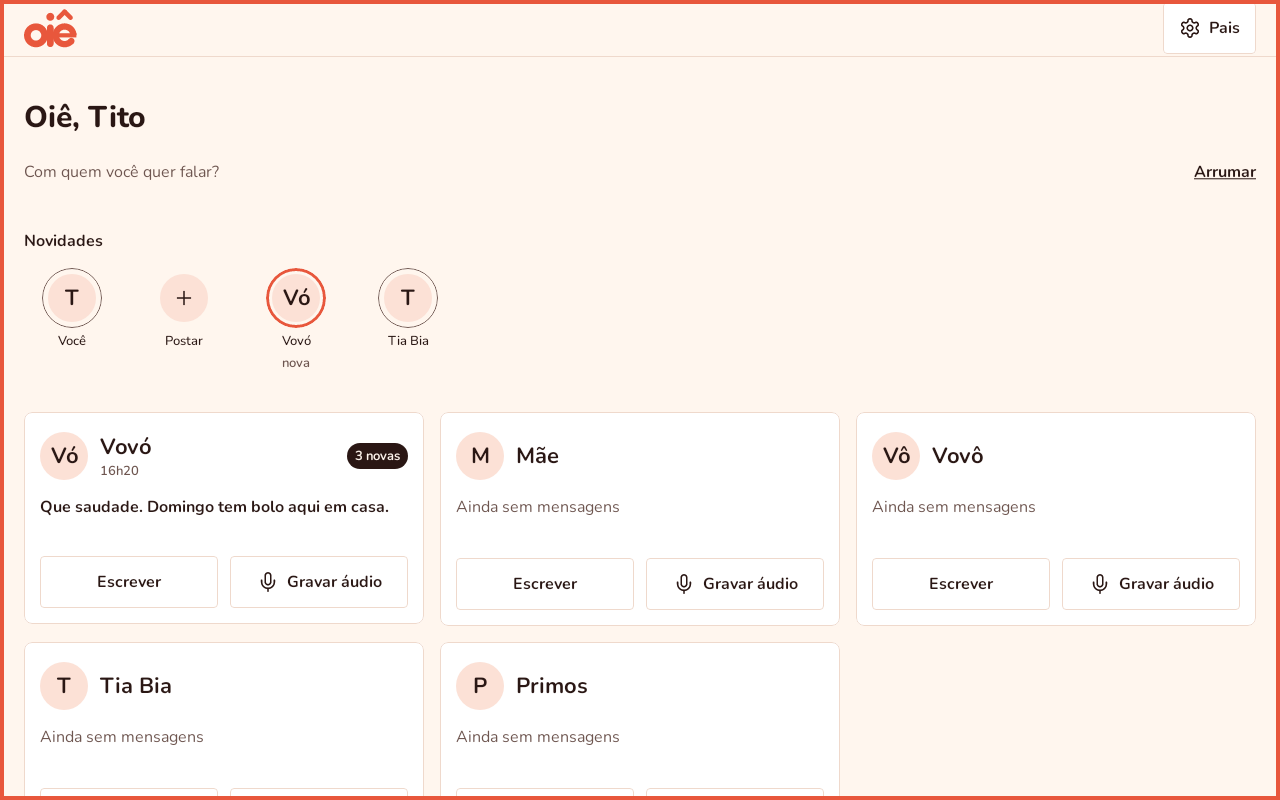 oiê
Pais
Oiê, Tito
Com quem você quer falar?
Arrumar
Novidades
T
Você
+
Postar
Vó
Vovó
nova
T
Tia Bia
Vó
Vovó
16h20
3 novas
Que saudade. Domingo tem bolo aqui em casa.
Escrever
Gravar áudio
M
Mãe
Ainda sem mensagens
Escrever
Gravar áudio
Vô
Vovô
Ainda sem mensagens
Escrever
Gravar áudio
T
Tia Bia
Ainda sem mensagens
P
Primos
Ainda sem mensagens